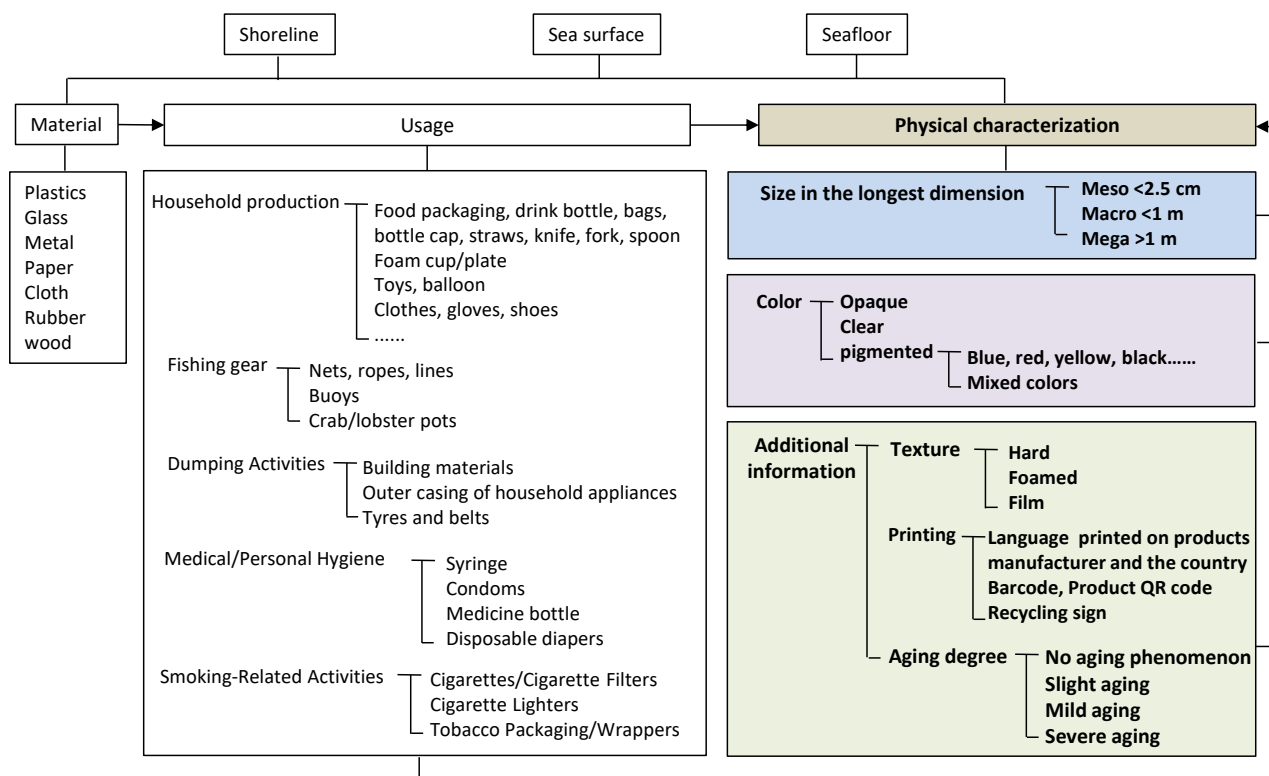 Shoreline
Sea surface
Seafloor
Material
Usage
Physical characterization
Plastics
Glass
Metal
Paper
Cloth
Rubber
wood
Household production
Food packaging, drink bottle, bags,
bottle cap, straws, knife, fork, spoon
Foam cup/plate
Toys, balloon
Clothes, gloves, shoes
......
Fishing gear
Nets, ropes, lines
Buoys
Crab/lobster pots
Dumping Activities
Building materials
Outer casing of household appliances
Tyres and belts
Medical/Personal Hygiene
Syringe
Condoms
Medicine bottle
Disposable diapers
Smoking-Related Activities
Cigarettes/Cigarette Filters
Cigarette Lighters
Tobacco Packaging/Wrappers
Size in the longest dimension
Meso <2.5 cm
Macro <1 m
Mega >1 m
Color
Opaque
Clear
pigmented
Blue, red, yellow, black......
Mixed colors
Additional
information
Texture
Hard
Foamed
Film
Printing
Language printed on products
manufacturer and the country
Barcode, Product QR code
Recycling sign
Aging degree
No aging phenomenon
Slight aging
Mild aging
Severe aging